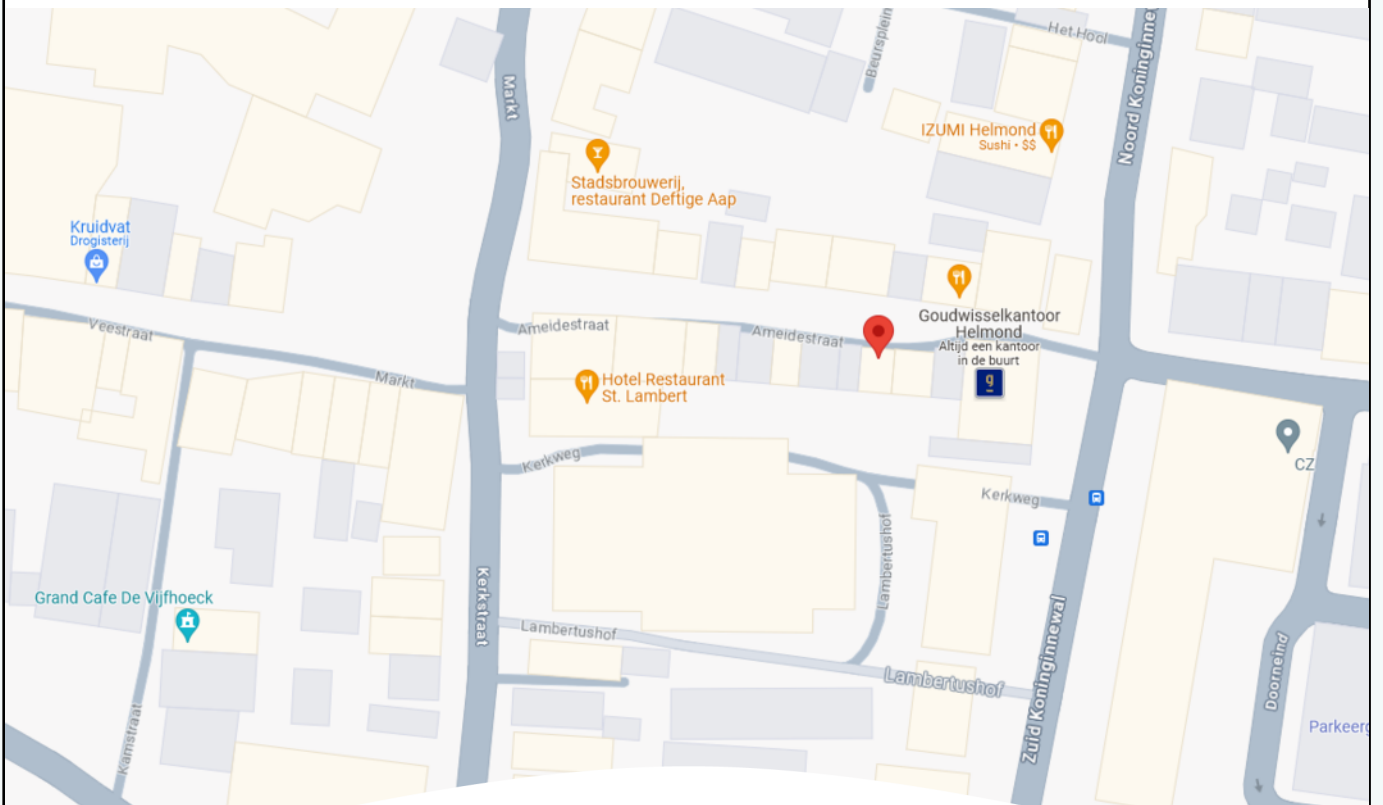 Het Hool
Beursplein
Noord Koninginne
Markt
IZUMI Helmond
Sushi • $$
Stadsbrouwerij,
restaurant Deftige Aap
Kruidvat
Drogisterij
Veestraat
Ameidestraat
Ameidestraat
Goudwisselkantoor
Helmond
Altijd een kantoor
in de buurt
g
Markt
Hotel Restaurant
St. Lambert
CZ
Kerkweg
Kerkweg
Lambertushof
Grand Cafe De Vijfhoeck
Kerkstraat
Lambertushof
Lambertushof
Zuid Koninginnewal
Doorneind
Kamstraat
Parkeerg